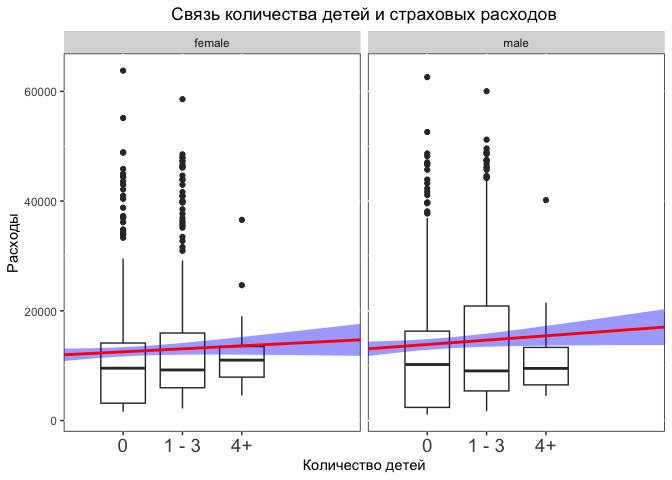 Связь количества детей и страховых расходов
female
male
60000
40000
20000
0
Расходы
0
1 - 3
4+
0
1 - 3
4+
Количество детей